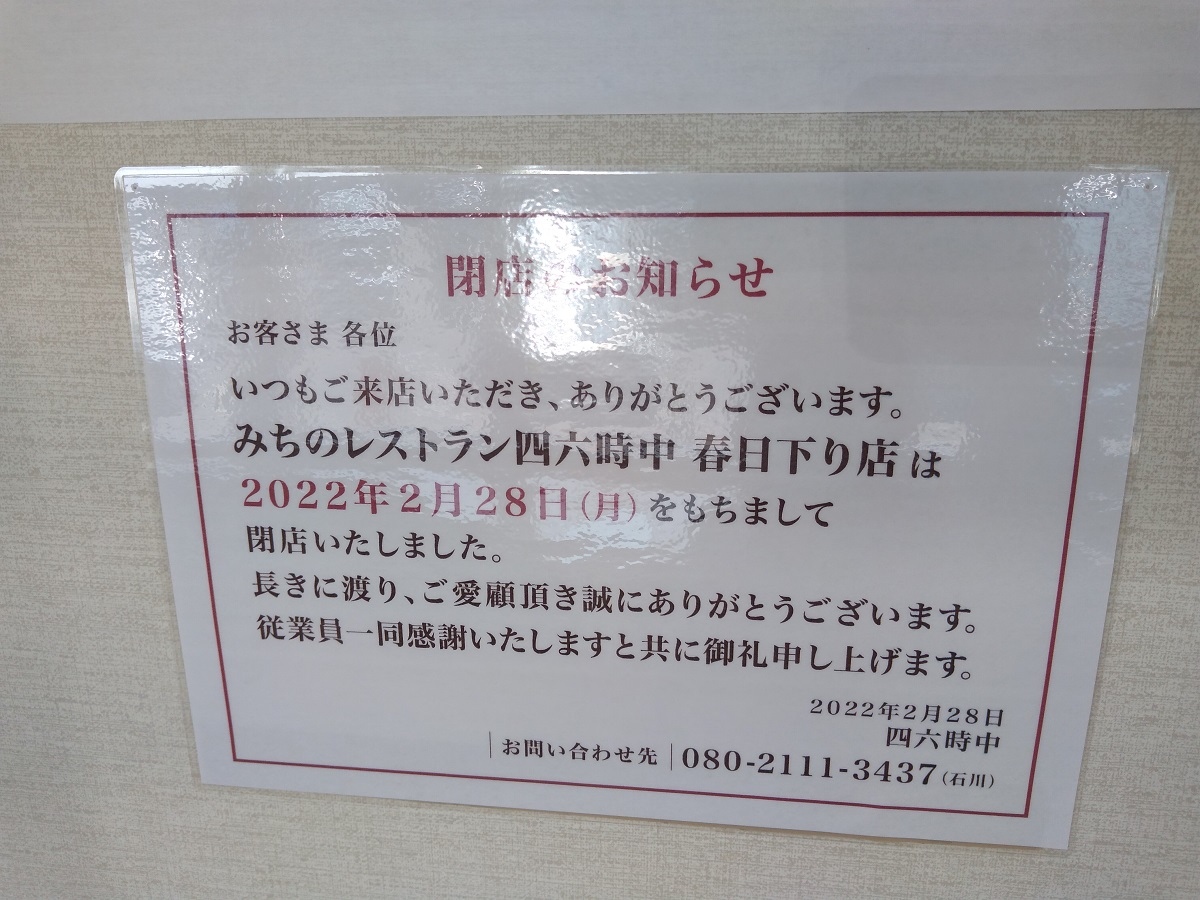 閉店のお知らせ
お客さま 各位
いつもご来店いただき、ありがとうございます。
みちのレストラン四六時中 春日下り店 は
2022年2月28日(月)をもちまして
閉店いたしました。
長きに渡り、ご愛顧頂き誠にありがとうございます。
従業員一同感謝いたしますと共に御礼申し上げます。
2022年2月28日
四六時中
お問い合わせ先 080-2111-3437(石川)